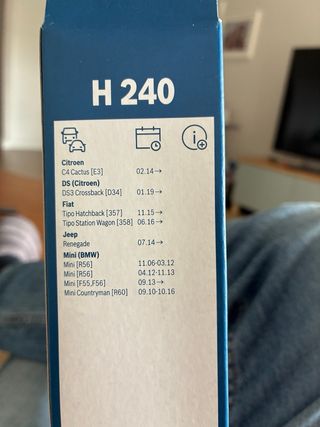 H 240
Citroen
C4 Cactus [E3] 02.14→
DS (Citroen)
DS3 Crossback [D34] 01.19→
Fiat
Tipo Hatchback [357] 11.15→
Tipo Station Wagon [358] 06.16→
Jeep
Renegade 07.14→
Mini (BMW)
Mini [R56] 11.06-03.12
Mini [R56] 04.12-11.13
Mini [F55,F56] 09.13→
Mini Countryman [R60] 09.10-10.16